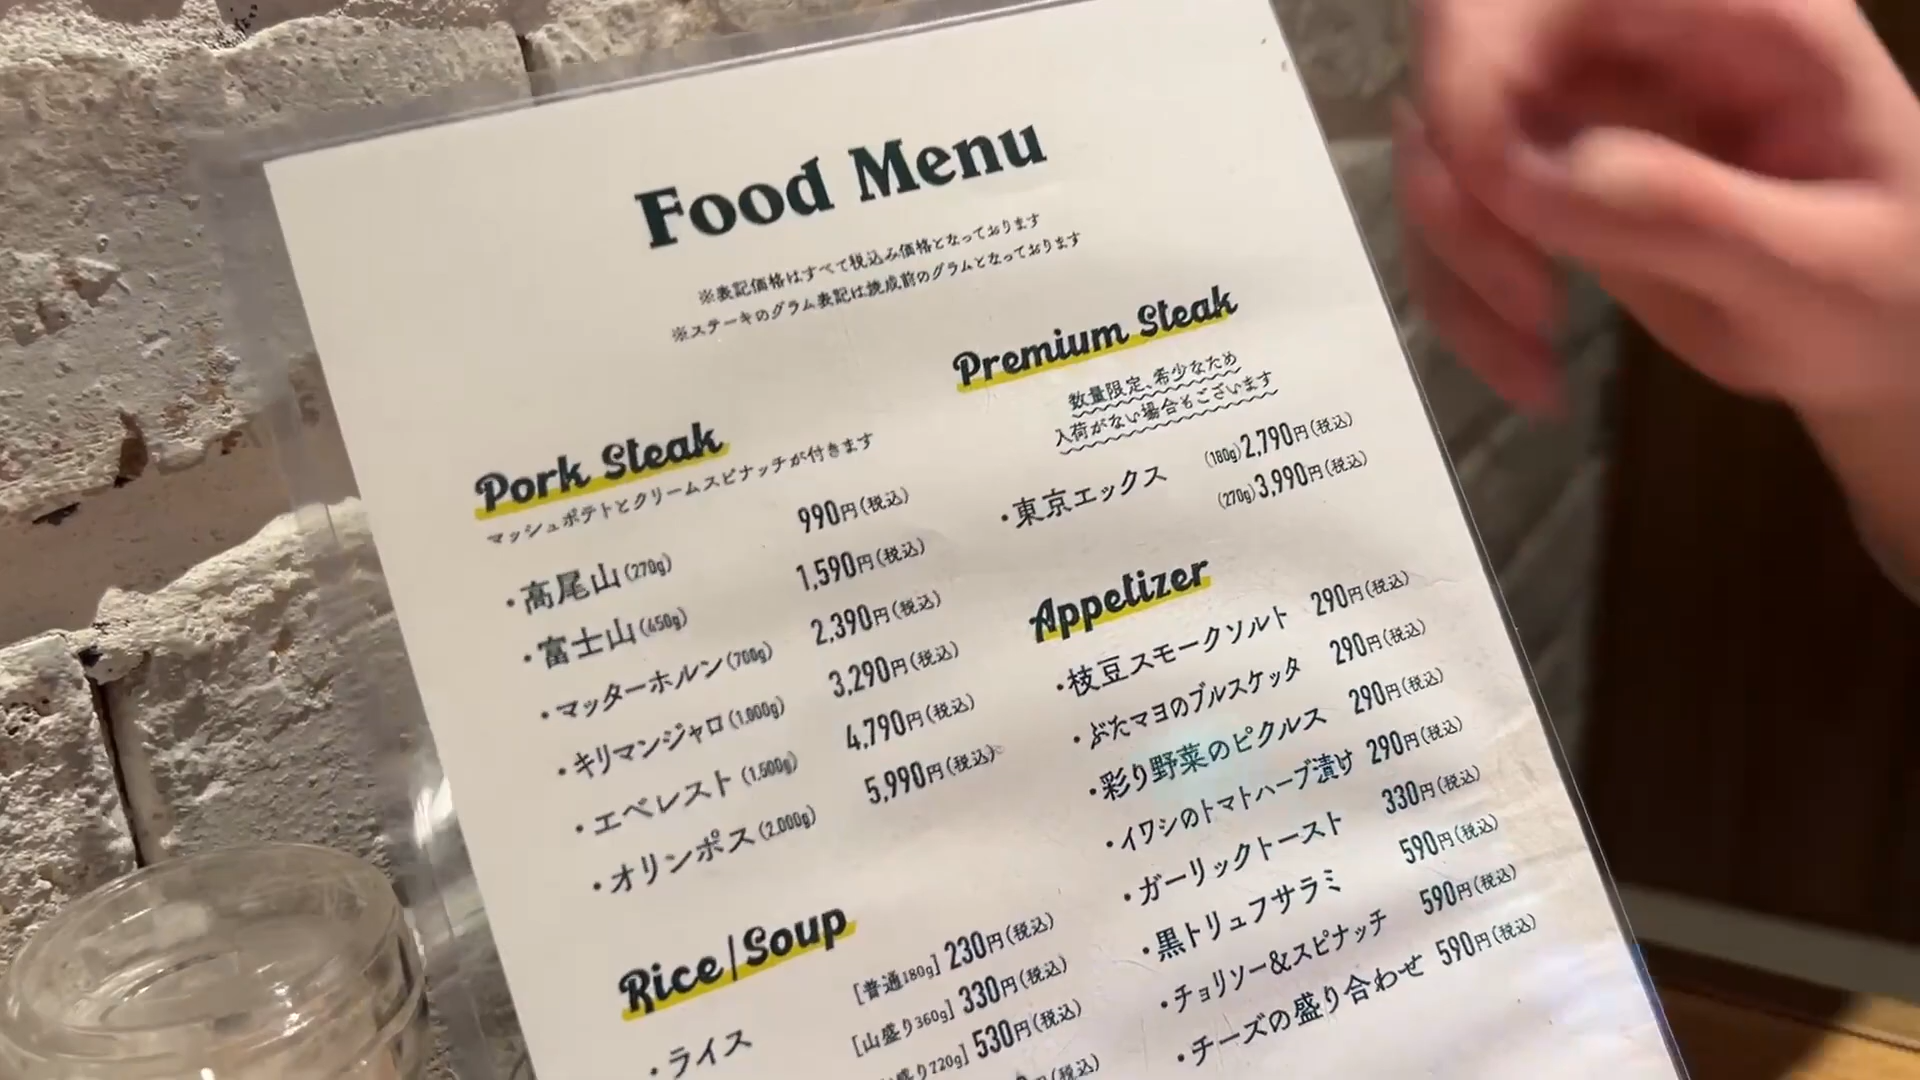 Food Menu
※表記価格はすべて税込み価格となっております
※ステーキのグラム表記は焼成前のグラムとなっております
Pork Steak
マッシュポテトとクリームスピナッチが付きます
・高尾山(270g) 990円(税込)
・富士山(450g) 1,590円(税込)
・マッターホルン(700g) 2,390円(税込)
・キリマンジャロ(1,000g) 3,290円(税込)
・エベレスト(1,500g) 4,790円(税込)
・オリンポス(2,000g) 5,990円(税込)
Rice/Soup
・ライス [普通180g] 230円(税込)
[山盛り360g] 330円(税込)
盛り720g] 530円(税込)
円(税込)
Premium Steak
数量限定、希少なため
入荷がない場合もございます
・東京エックス (180g)2,790円(税込)
(270g)3,990円(税込)
Appetizer
・枝豆スモークソルト 290円(税込)
・ぶたマヨのブルスケッタ 290円(税込)
・彩り野菜のピクルス 290円(税込)
・イワシのトマトハーブ漬け 290円(税込)
・ガーリックトースト 330円(税込)
・黒トリュフサラミ 590円(税込)
・チョリソー&スピナッチ 590円(税込)
・チーズの盛り合わせ 590円(税込)